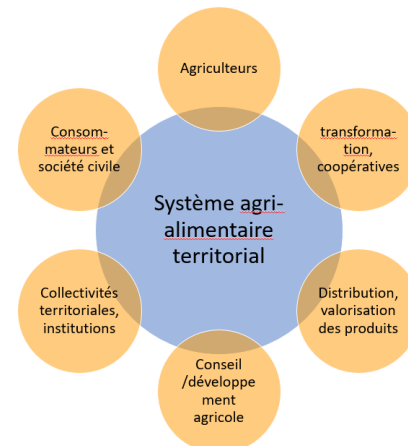 Agriculteurs
Consom-
mateurs et
société civile
transforma-
tion,
coopératives
Système agri-
alimentaire
territorial
Collectivités
territoriales,
institutions
Distribution,
valorisation
des produits
Conseil
/développe
ment
agricole